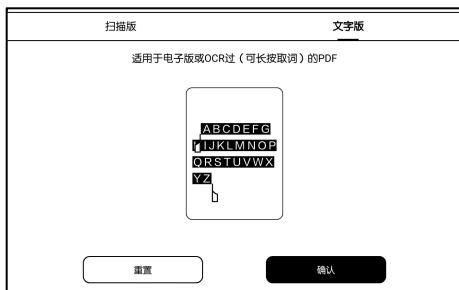 扫描版
文字版
适用于电子版或OCR过（可长按取词）的PDF
ABCDEFG
IJKLMNOP
QRSTUVWX
YZ
重置
确认